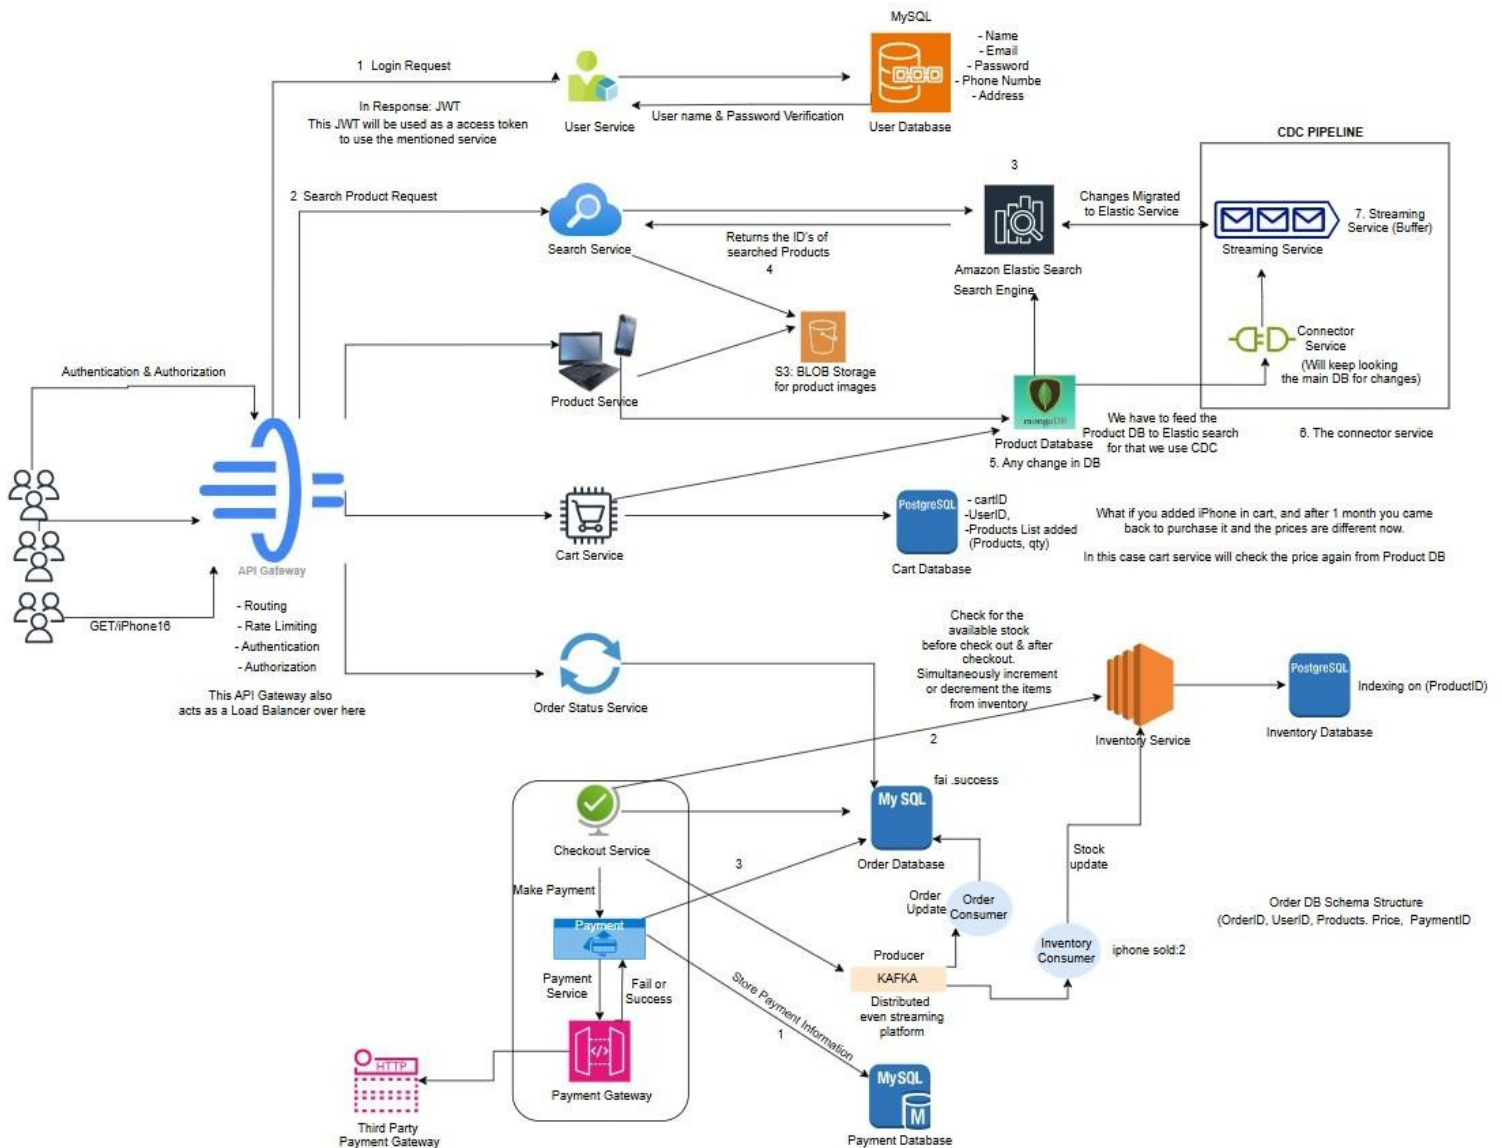 MySQL
- Name
- Email
- Password
- Phone Numbe
- Address
User Database
1 Login Request
In Response: JWT
This JWT will be used as a access token
to use the mentioned service
User Service
User name & Password Verification
CDC PIPELINE
2 Search Product Request
Search Service
Returns the ID's of
searched Products
4
3
Amazon Elastic Search
Search Engine
Changes Migrated
to Elastic Service
7. Streaming
Service (Buffer)
Streaming Service
Connector
Service
(Will keep looking
the main DB for changes)
6. The connector service
S3: BLOB Storage
for product images
Product Service
mongoDB
Product Database
5. Any change in DB
We have to feed the
Product DB to Elastic search
for that we use CDC
Authentication & Authorization
API Gateway
GET/iPhone16
- Routing
- Rate Limiting
- Authentication
- Authorization
This API Gateway also
acts as a Load Balancer over here
Cart Service
PostgreSQL
- cartID
-UserID,
-Products List added
(Products, qty)
Cart Database
What if you added iPhone in cart, and after 1 month you came
back to purchase it and the prices are different now.
In this case cart service will check the price again from Product DB
Order Status Service
Check for the
available stock
before check out & after
checkout.
Simultaneously increment
or decrement the items
from inventory
2
Inventory Service
PostgreSQL
Indexing on (ProductID)
Inventory Database
fai .success
My SQL
Order Database
Checkout Service
Make Payment
3
Payment
Payment
Service
Fail or
Success
</>
Payment Gateway
HTTP
Third Party
Payment Gateway
Store Payment Information
1
MySQL
M
Payment Database
Order
Update
Order
Consumer
Producer
KAFKA
Distributed
even streaming
platform
Stock
update
Inventory
Consumer
iphone sold:2
Order DB Schema Structure
(OrderID, UserID, Products. Price, PaymentID